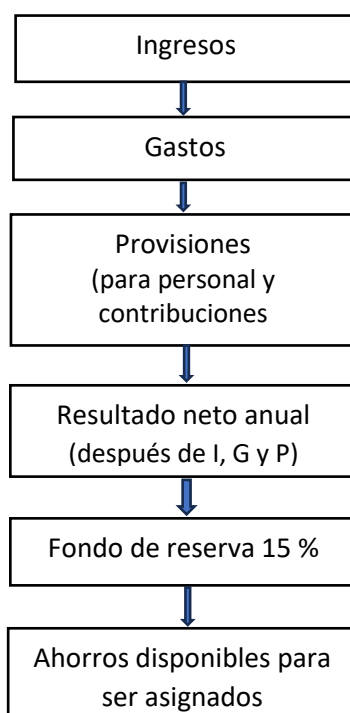 Ingresos
Gastos
Provisiones
(para personal y
contribuciones
Resultado neto anual
(después de I, G y P)
Fondo de reserva 15 %
Ahorros disponibles para
ser asignados